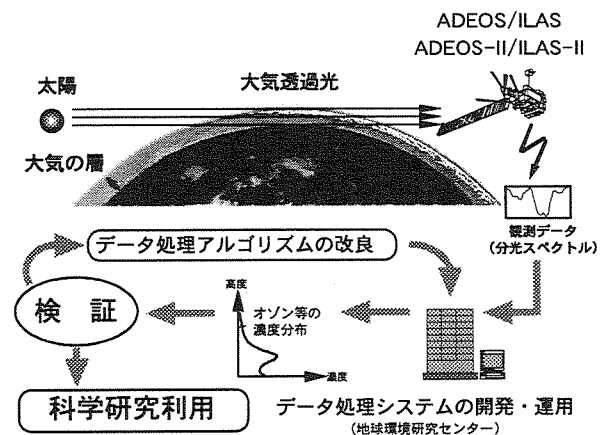 ADEOS/ILAS
ADEOS-II/ILAS-II
太陽
大気透過光
大気の層
観測データ
(分光スペクトル)
データ処理アルゴリズムの改良
検 証
高度
オゾン等の
濃度分布
濃度
科学研究利用
データ処理システムの開発・運用
(地球環境研究センター)